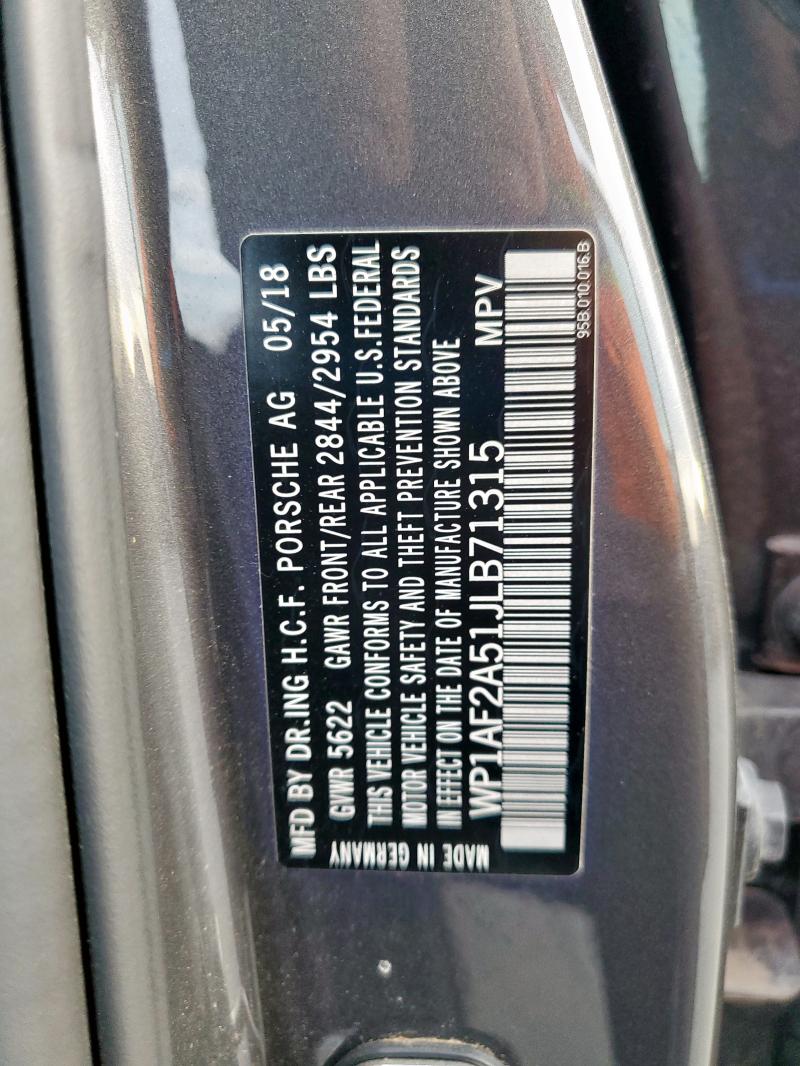 MFD BY DR.ING H.C.F. PORSCHE AG 05/18
GVWR 5622 GAWR FRONT/REAR 2844/2954 LBS
THIS VEHICLE CONFORMS TO ALL APPLICABLE U.S.FEDERAL
MOTOR VEHICLE SAFETY AND THEFT PREVENTION STANDARDS
IN EFFECT ON THE DATE OF MANUFACTURE SHOWN ABOVE
WP1AF2A51JLB71315 MPV
95B.010.016.B
MADE IN GERMANY